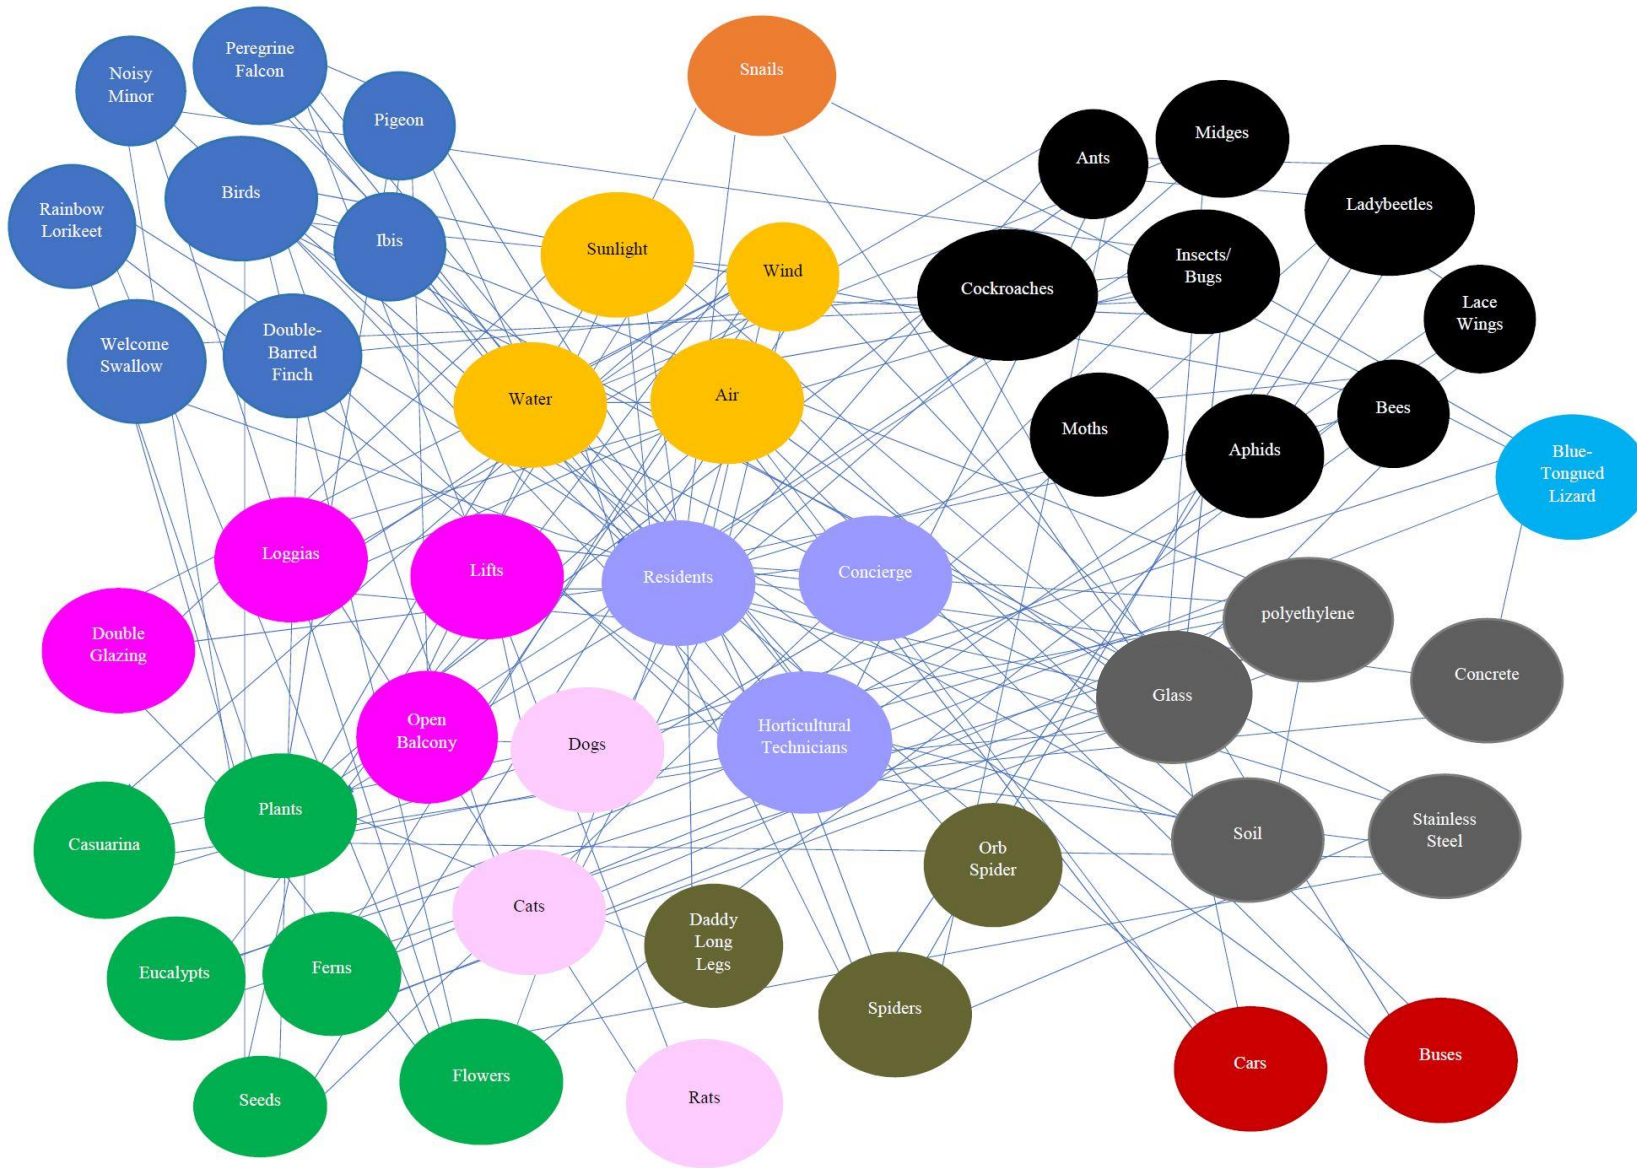 Peregrine
Falcon
Noisy
Minor
Pigeon
Birds
Rainbow
Lorikeet
Ibis
Welcome
Swallow
Double-
Barred
Finch
Snails
Sunlight
Wind
Water
Air
Ants
Midges
Ladybeetles
Cockroaches
Insects/
Bugs
Lace
Wings
Moths
Aphids
Bees
Blue-
Tongued
Lizard
Loggias
Lifts
Double
Glazing
Open
Balcony
Residents
Concierge
Horticultural
Technicians
polyethylene
Glass
Concrete
Soil
Stainless
Steel
Dogs
Cats
Rats
Plants
Casuarina
Eucalypts
Ferns
Seeds
Flowers
Orb
Spider
Daddy
Long
Legs
Spiders
Cars
Buses